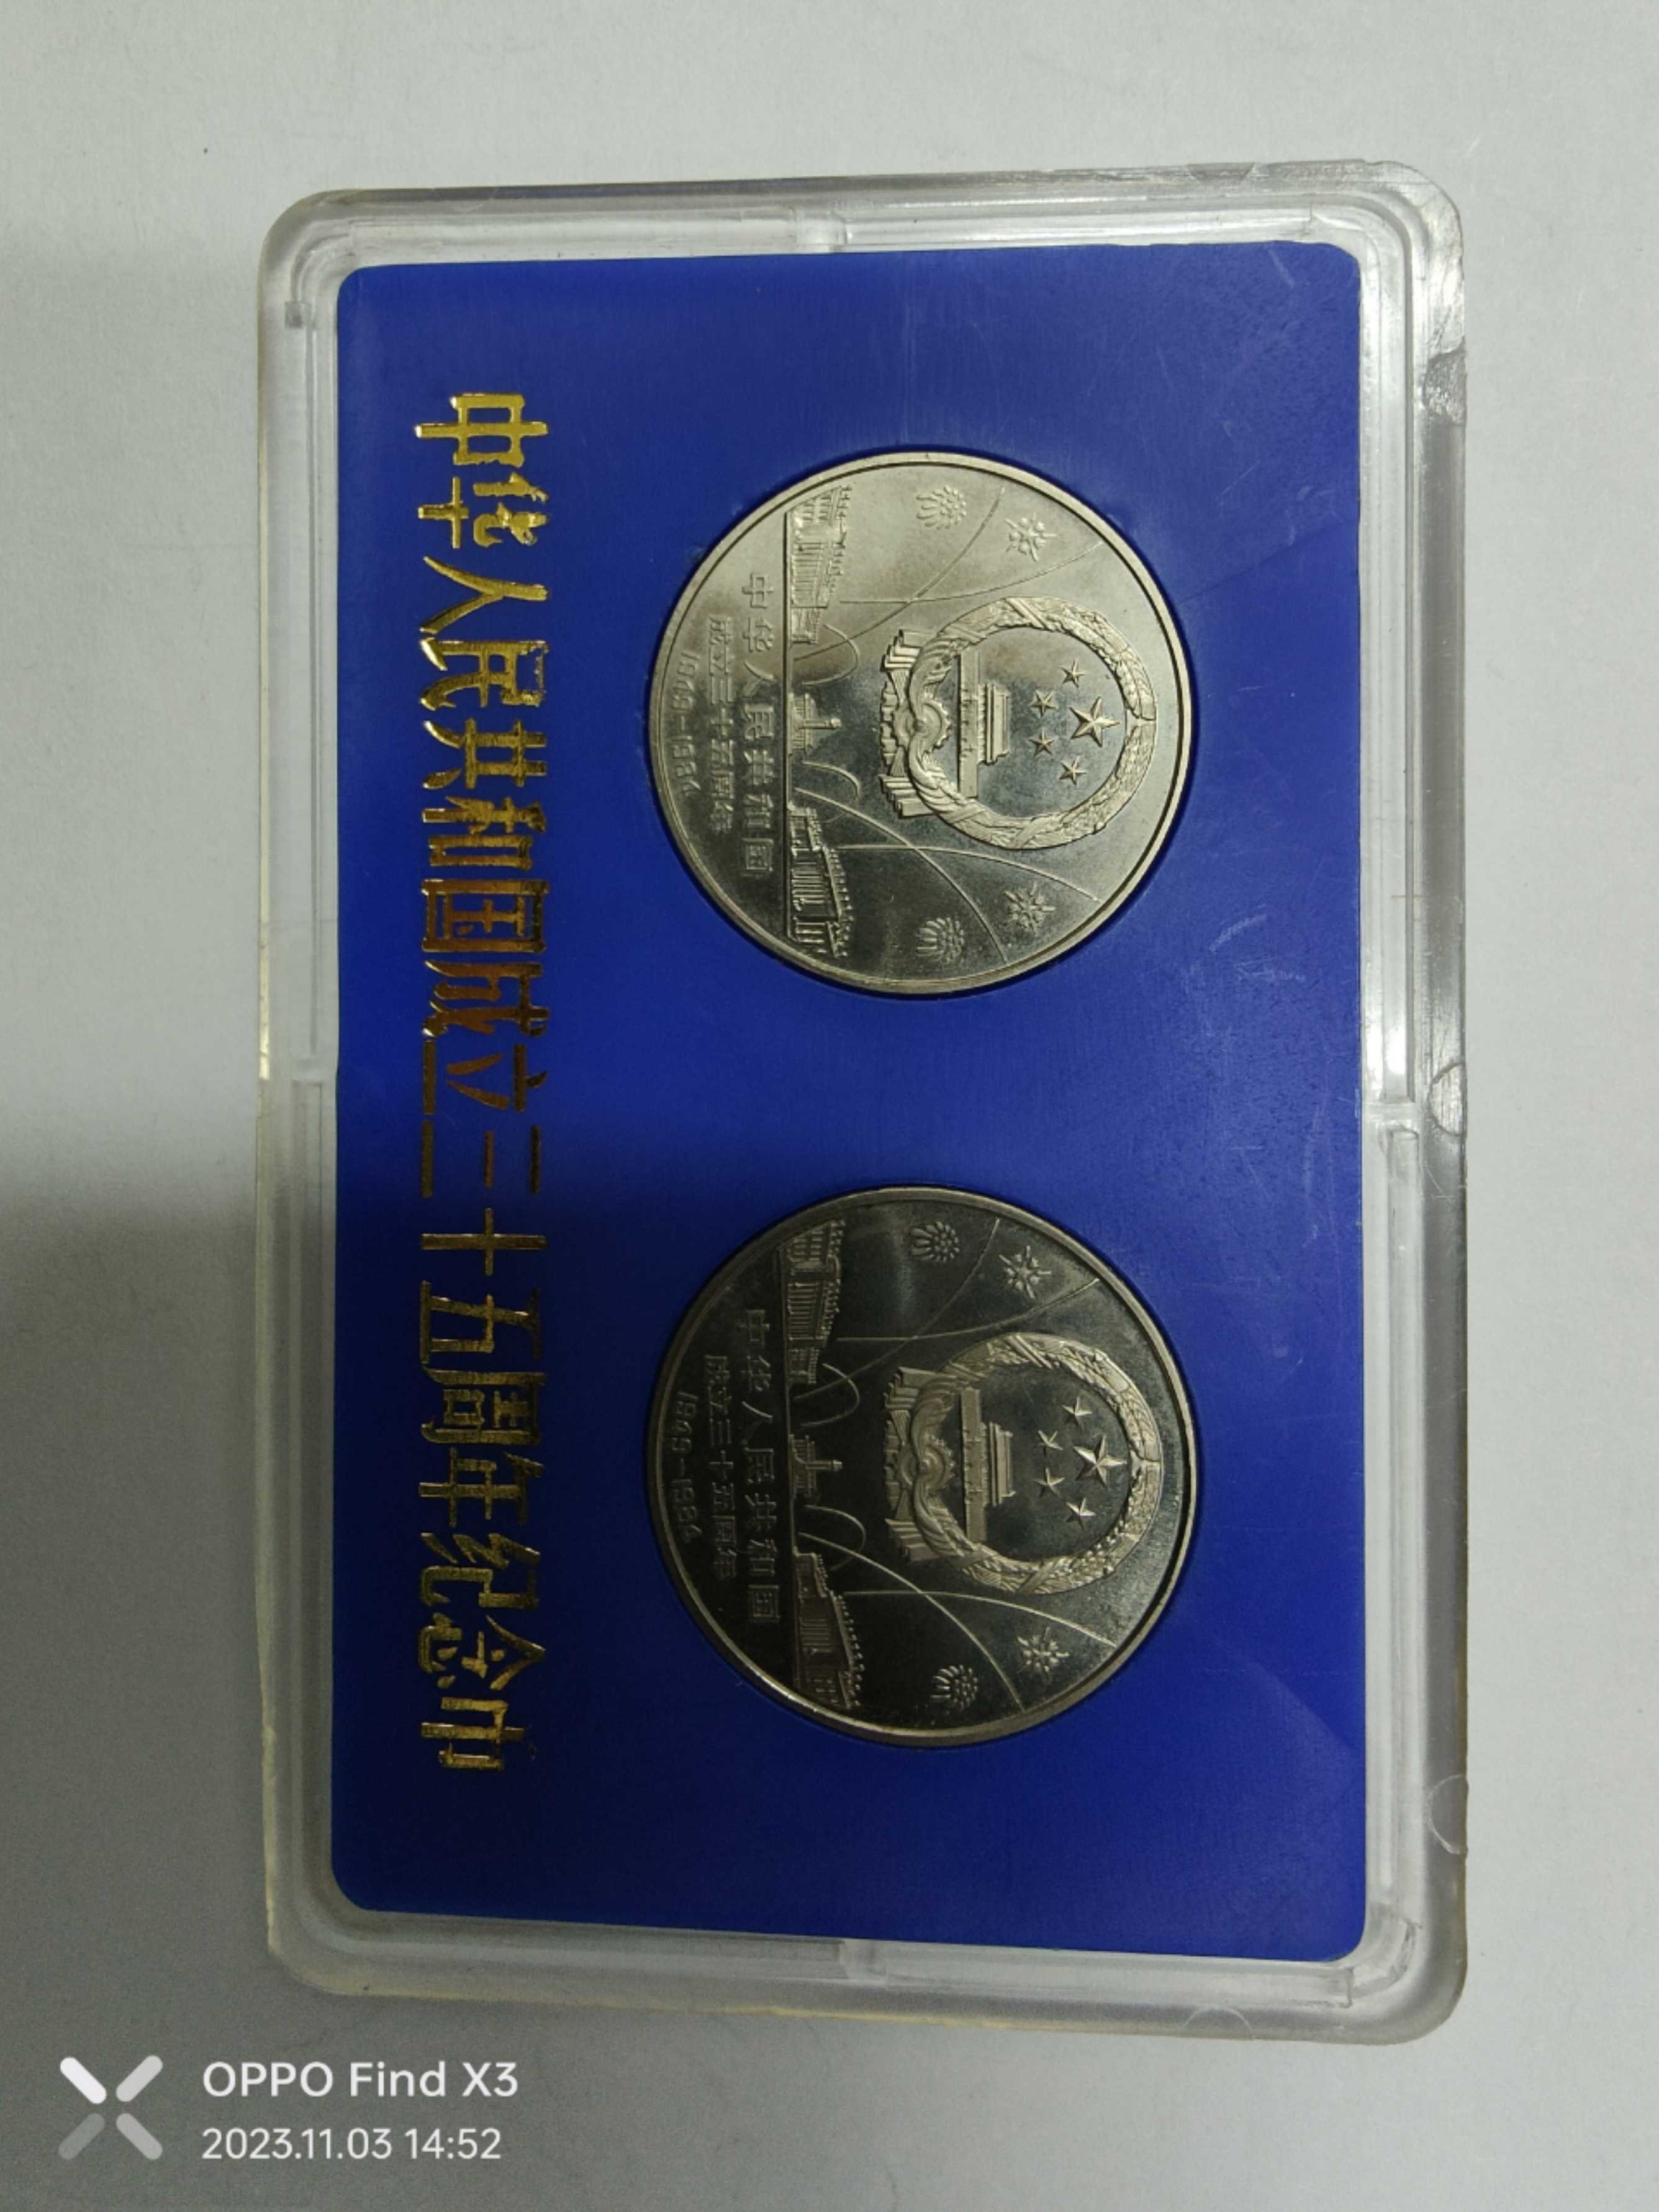 中华人民共和国
成立三十五周年
1949-1984
中华人民共和国
成立三十五周年
1949-1984
中华人民共和国成立三十五周年纪念币
OPPO Find X3
2023.11.03 14:52